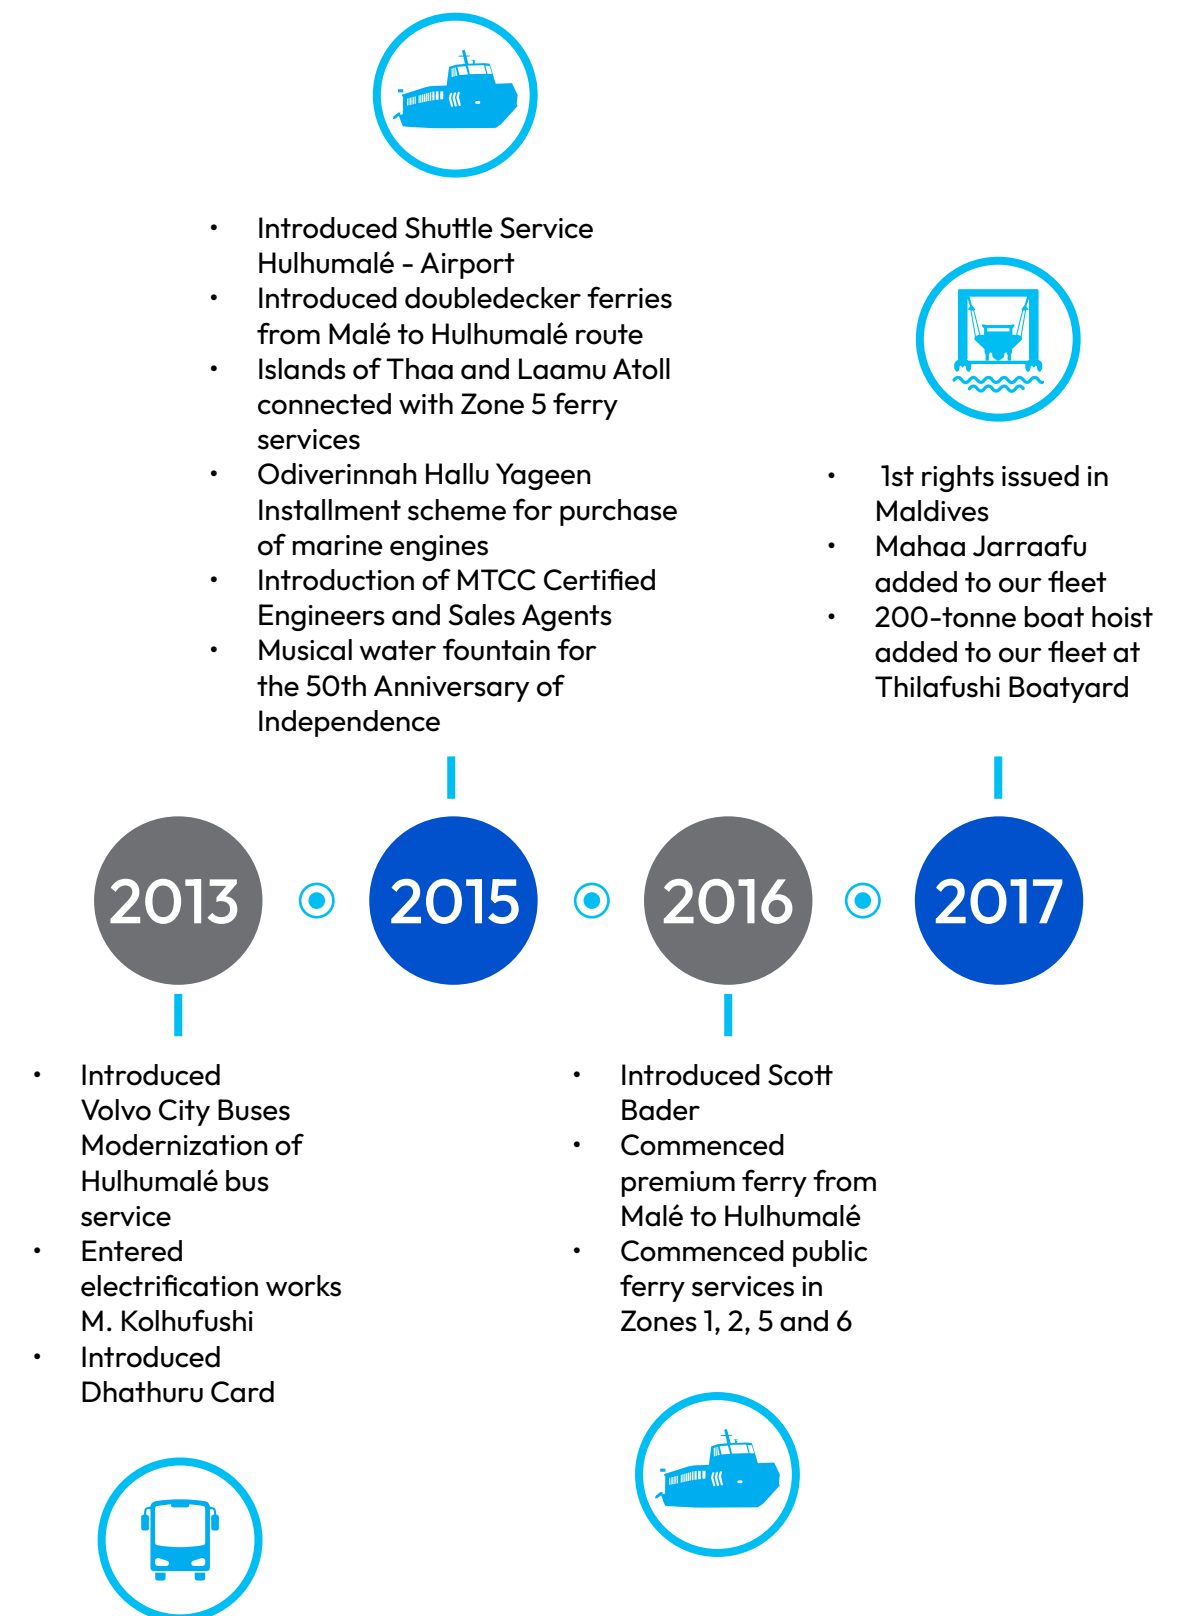 • Introduced Shuttle Service
Hulhumalé - Airport
• Introduced doubledecker ferries
from Malé to Hulhumalé route
• Islands of Thaa and Laamu Atoll
connected with Zone 5 ferry
services
• Odiverinnah Hallu Yageen
Installment scheme for purchase
of marine engines
• Introduction of MTCC Certified
Engineers and Sales Agents
• Musical water fountain for
the 50th Anniversary of
Independence
• 1st rights issued in
Maldives
• Mahaa Jarraafu
added to our fleet
• 200-tonne boat hoist
added to our fleet at
Thilafushi Boatyard
2013
2015
2016
2017
• Introduced
Volvo City Buses
Modernization of
Hulhumalé bus
service
• Entered
electrification works
M. Kolhufushi
• Introduced
Dhathuru Card
• Introduced Scott
Bader
• Commenced
premium ferry from
Malé to Hulhumalé
• Commenced public
ferry services in
Zones 1, 2, 5 and 6